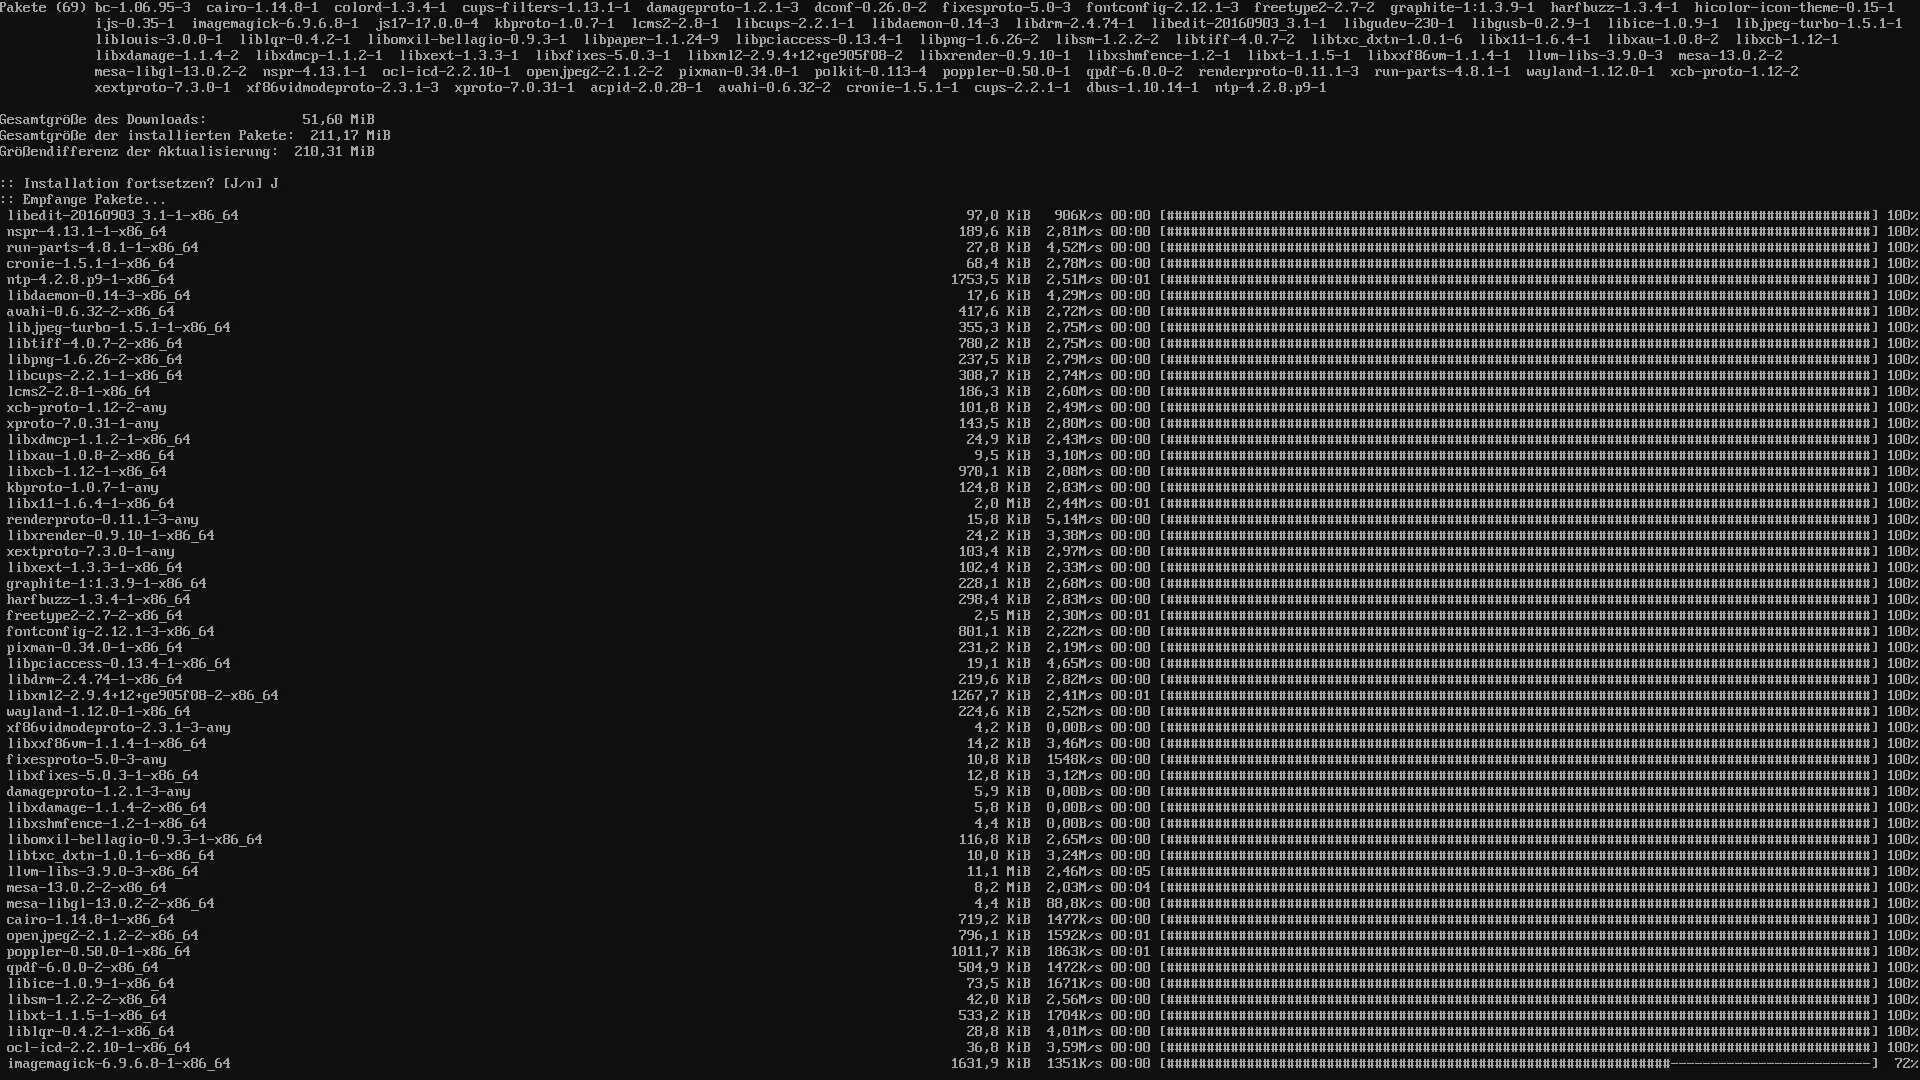 Pakete (69) bc-1.06.95-3  cairo-1.14.8-1  colord-1.3.4-1  cups-filters-1.13.1-1  damageproto-1.2.1-3  dconf-0.26.0-2  fixesproto-5.0-3  fontconfig-2.12.1-3  freetype2-2.7-2  graphite-1:1.3.9-1  harfbuzz-1.3.4-1  hicolor-icon-theme-0.15-1
ijs-0.35-1  imagemagick-6.9.6.8-1  js17-17.0.0-4  kbproto-1.0.7-1  lcms2-2.8-1  libcups-2.2.1-1  libdaemon-0.14-3  libdrm-2.4.74-1  libedit-20160903_3.1-1  libgudev-230-1  libgusb-0.2.9-1  libice-1.0.9-1  libjpeg-turbo-1.5.1-1
liblouis-3.0.0-1  liblqr-0.4.2-1  libomxil-bellagio-0.9.3-1  libpaper-1.1.24-9  libpciaccess-0.13.4-1  libpng-1.6.26-2  libsm-1.2.2-2  libtiff-4.0.7-2  libtxc_dxtn-1.0.1-6  libx11-1.6.4-1  libxau-1.0.8-2  libxcb-1.12-1
libxdamage-1.1.4-2  libxdmcp-1.1.2-1  libxext-1.3.3-1  libxfixes-5.0.3-1  libxml2-2.9.4+12+ge905f08-2  libxrender-0.9.10-1  libxshmfence-1.2-1  libxt-1.1.5-1  libxxf86vm-1.1.4-1  llvm-libs-3.9.0-3  mesa-13.0.2-2
mesa-libgl-13.0.2-2  nspr-4.13.1-1  ocl-icd-2.2.10-1  openjpeg2-2.1.2-2  pixman-0.34.0-1  polkit-0.113-4  poppler-0.50.0-1  qpdf-6.0.0-2  renderproto-0.11.1-3  run-parts-4.8.1-1  wayland-1.12.0-1  xcb-proto-1.12-2
xextproto-7.3.0-1  xf86vidmodeproto-2.3.1-3  xproto-7.0.31-1  acpid-2.0.28-1  avahi-0.6.32-2  cronie-1.5.1-1  cups-2.2.1-1  dbus-1.10.14-1  ntp-4.2.8.p9-1
Gesamtgröße des Downloads:            51,60 MiB
Gesamtgröße der installierten Pakete:  211,17 MiB
Größendifferenz der Aktualisierung:  210,31 MiB
:: Installation fortsetzen? [J/n] J
:: Empfange Pakete...
libedit-20160903_3.1-1-x86_64 97,0 KiB 906K/s 00:00 [########################################################################################] 100%
nspr-4.13.1-1-x86_64 189,6 KiB 2,81M/s 00:00 [########################################################################################] 100%
run-parts-4.8.1-1-x86_64 27,8 KiB 4,52M/s 00:00 [########################################################################################] 100%
cronie-1.5.1-1-x86_64 68,4 KiB 2,78M/s 00:00 [########################################################################################] 100%
ntp-4.2.8.p9-1-x86_64 1753,5 KiB 2,51M/s 00:01 [########################################################################################] 100%
libdaemon-0.14-3-x86_64 17,6 KiB 4,29M/s 00:00 [########################################################################################] 100%
avahi-0.6.32-2-x86_64 417,6 KiB 2,72M/s 00:00 [########################################################################################] 100%
libjpeg-turbo-1.5.1-1-x86_64 355,3 KiB 2,75M/s 00:00 [########################################################################################] 100%
libtiff-4.0.7-2-x86_64 780,2 KiB 2,75M/s 00:00 [########################################################################################] 100%
libpng-1.6.26-2-x86_64 237,5 KiB 2,79M/s 00:00 [########################################################################################] 100%
libcups-2.2.1-1-x86_64 308,7 KiB 2,74M/s 00:00 [########################################################################################] 100%
lcms2-2.8-1-x86_64 186,3 KiB 2,60M/s 00:00 [########################################################################################] 100%
xcb-proto-1.12-2-any 101,8 KiB 2,49M/s 00:00 [########################################################################################] 100%
xproto-7.0.31-1-any 143,5 KiB 2,80M/s 00:00 [########################################################################################] 100%
libxdmcp-1.1.2-1-x86_64 24,9 KiB 2,43M/s 00:00 [########################################################################################] 100%
libxau-1.0.8-2-x86_64 9,5 KiB 3,10M/s 00:00 [########################################################################################] 100%
libxcb-1.12-1-x86_64 970,1 KiB 2,08M/s 00:00 [########################################################################################] 100%
kbproto-1.0.7-1-any 124,8 KiB 2,83M/s 00:00 [########################################################################################] 100%
libx11-1.6.4-1-x86_64 2,0 MiB 2,44M/s 00:01 [########################################################################################] 100%
renderproto-0.11.1-3-any 15,8 KiB 5,14M/s 00:00 [########################################################################################] 100%
libxrender-0.9.10-1-x86_64 24,2 KiB 3,38M/s 00:00 [########################################################################################] 100%
xextproto-7.3.0-1-any 103,4 KiB 2,97M/s 00:00 [########################################################################################] 100%
libxext-1.3.3-1-x86_64 102,4 KiB 2,33M/s 00:00 [########################################################################################] 100%
graphite-1:1.3.9-1-x86_64 228,1 KiB 2,68M/s 00:00 [########################################################################################] 100%
harfbuzz-1.3.4-1-x86_64 298,4 KiB 2,83M/s 00:00 [########################################################################################] 100%
freetype2-2.7-2-x86_64 2,5 MiB 2,30M/s 00:01 [########################################################################################] 100%
fontconfig-2.12.1-3-x86_64 801,1 KiB 2,22M/s 00:00 [########################################################################################] 100%
pixman-0.34.0-1-x86_64 231,2 KiB 2,19M/s 00:00 [########################################################################################] 100%
libpciaccess-0.13.4-1-x86_64 19,1 KiB 4,65M/s 00:00 [########################################################################################] 100%
libdrm-2.4.74-1-x86_64 219,6 KiB 2,82M/s 00:00 [########################################################################################] 100%
libxml2-2.9.4+12+ge905f08-2-x86_64 1267,7 KiB 2,41M/s 00:01 [########################################################################################] 100%
wayland-1.12.0-1-x86_64 224,6 KiB 2,52M/s 00:00 [########################################################################################] 100%
xf86vidmodeproto-2.3.1-3-any 4,2 KiB 0,00B/s 00:00 [########################################################################################] 100%
libxxf86vm-1.1.4-1-x86_64 14,2 KiB 3,46M/s 00:00 [########################################################################################] 100%
fixesproto-5.0-3-any 10,8 KiB 1548K/s 00:00 [########################################################################################] 100%
libxfixes-5.0.3-1-x86_64 12,8 KiB 3,12M/s 00:00 [########################################################################################] 100%
damageproto-1.2.1-3-any 5,9 KiB 0,00B/s 00:00 [########################################################################################] 100%
libxdamage-1.1.4-2-x86_64 5,8 KiB 0,00B/s 00:00 [########################################################################################] 100%
libxshmfence-1.2-1-x86_64 4,4 KiB 0,00B/s 00:00 [########################################################################################] 100%
libomxil-bellagio-0.9.3-1-x86_64 116,8 KiB 2,65M/s 00:00 [########################################################################################] 100%
libtxc_dxtn-1.0.1-6-x86_64 10,0 KiB 3,24M/s 00:00 [########################################################################################] 100%
llvm-libs-3.9.0-3-x86_64 11,1 MiB 2,46M/s 00:05 [########################################################################################] 100%
mesa-13.0.2-2-x86_64 8,2 MiB 2,03M/s 00:04 [########################################################################################] 100%
mesa-libgl-13.0.2-2-x86_64 4,4 KiB 88,8K/s 00:00 [########################################################################################] 100%
cairo-1.14.8-1-x86_64 719,2 KiB 1477K/s 00:00 [########################################################################################] 100%
openjpeg2-2.1.2-2-x86_64 796,1 KiB 1592K/s 00:01 [########################################################################################] 100%
poppler-0.50.0-1-x86_64 1011,7 KiB 1863K/s 00:01 [########################################################################################] 100%
qpdf-6.0.0-2-x86_64 504,9 KiB 1472K/s 00:00 [########################################################################################] 100%
libice-1.0.9-1-x86_64 73,5 KiB 1671K/s 00:00 [########################################################################################] 100%
libsm-1.2.2-2-x86_64 42,0 KiB 2,56M/s 00:00 [########################################################################################] 100%
libxt-1.1.5-1-x86_64 533,2 KiB 1704K/s 00:00 [########################################################################################] 100%
liblqr-0.4.2-1-x86_64 28,8 KiB 4,01M/s 00:00 [########################################################################################] 100%
ocl-icd-2.2.10-1-x86_64 36,8 KiB 3,59M/s 00:00 [########################################################################################] 100%
imagemagick-6.9.6.8-1-x86_64 1631,9 KiB 1351K/s 00:00 [###############################################################-------------------------] 72%